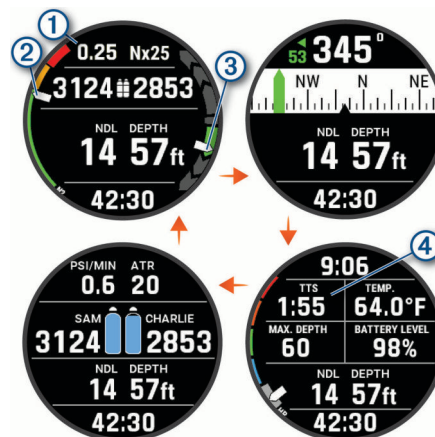 1
2
3
0.25 Nx25
3124 2853
NDL DEPTH
14 57ft
42:30
N2
53 345°
NW N NE
NDL DEPTH
14 57ft
42:30
PSI/MIN ATR
0.6 20
SAM CHARLIE
3124 2853
NDL DEPTH
14 57ft
42:30
4
9:06
TTS TEMP.
1:55 64.0°F
MAX. DEPTH BATTERY LEVEL
60 98%
NDL DEPTH
14 57ft
42:30